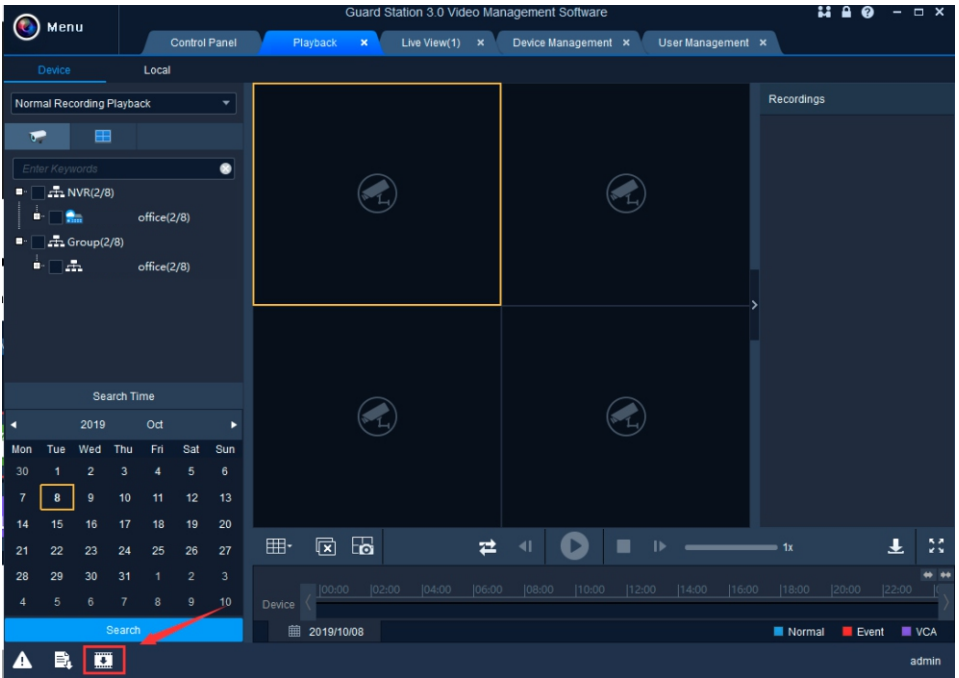 Guard Station 3.0 Video Management Software
Menu
Control Panel Playback Live View(1) Device Management User Management
Device Local
Normal Recording Playback
Recordings
Enter Keywords
NVR(2/8)
office(2/8)
Group(2/8)
office(2/8)
Search Time
2019 Oct
Mon Tue Wed Thu Fri Sat Sun
30 1 2 3 4 5 6
7 8 9 10 11 12 13
14 15 16 17 18 19 20
21 22 23 24 25 26 27
28 29 30 31 1 2 3
4 5 6 7 8 9 10
Search
1x
00:00 02:00 04:00 06:00 08:00 10:00 12:00 14:00 16:00 18:00 20:00 22:00
Device
2019/10/08
Normal Event VCA
admin